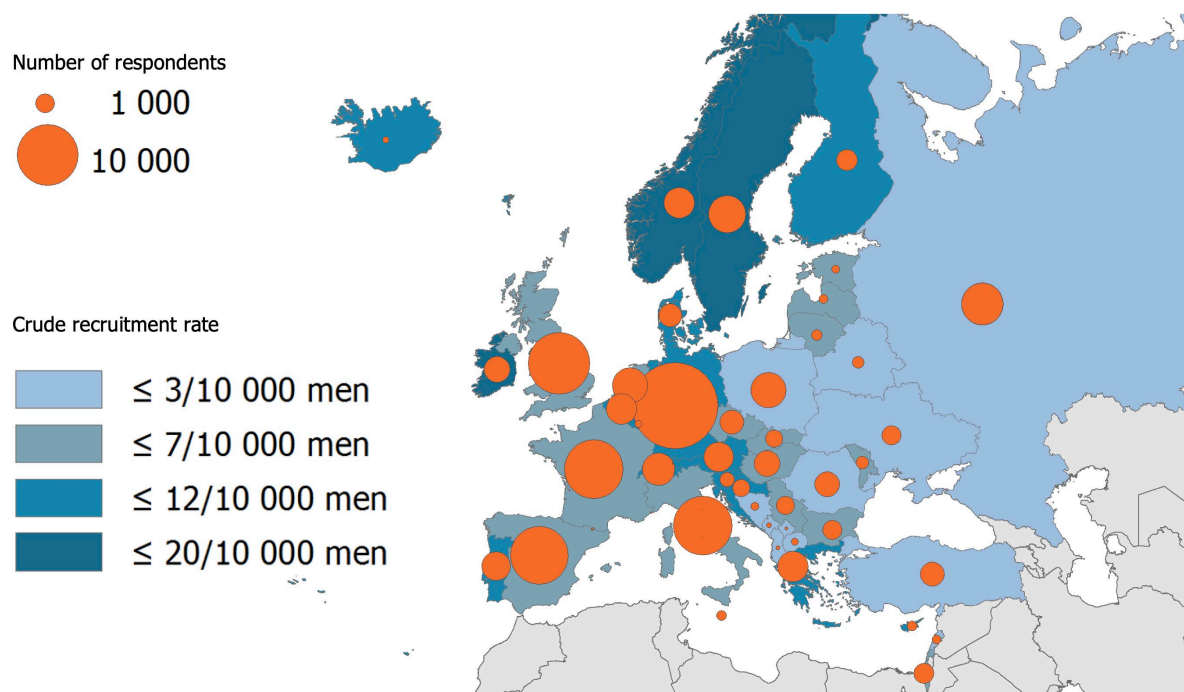 Number of respondents
1 000
10 000
Crude recruitment rate
≤ 3/10 000 men
≤ 7/10 000 men
≤ 12/10 000 men
≤ 20/10 000 men